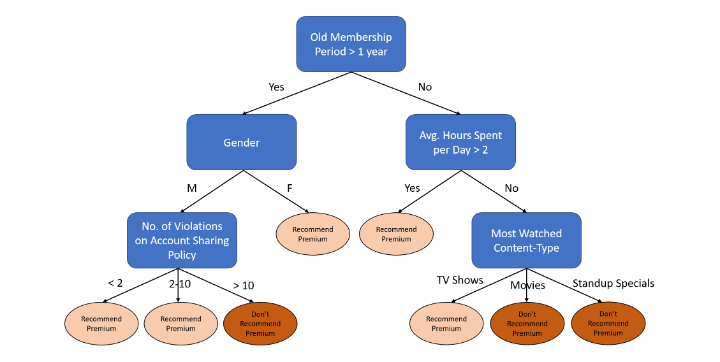 Old Membership
Period > 1 year
Yes
No
Gender
Avg. Hours Spent
per Day > 2
M
F
Yes
No
No. of Violations
on Account Sharing
Policy
Recommend
Premium
Recommend
Premium
Most Watched
Content-Type
< 2
2-10
> 10
TV Shows
Movies
Standup Specials
Recommend
Premium
Recommend
Premium
Don't
Recommend
Premium
Recommend
Premium
Don't
Recommend
Premium
Don't
Recommend
Premium